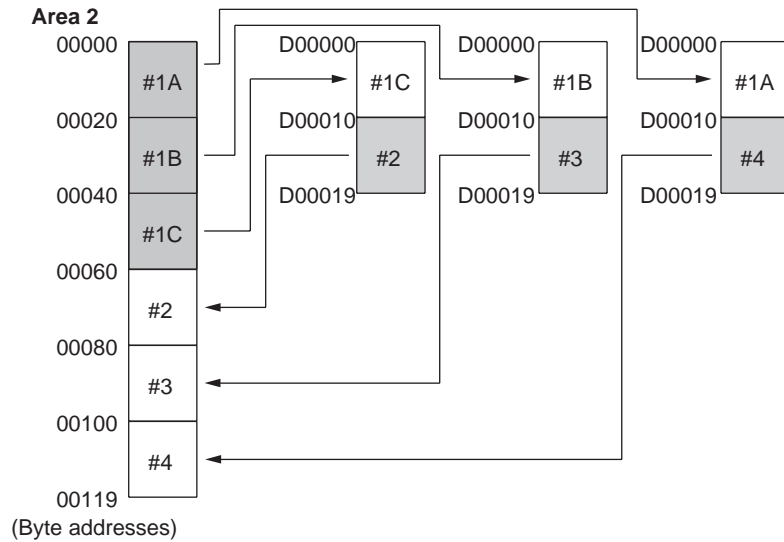 Area 2
00000
D00000
D00000
D00000
#1A
#1C
#1B
#1A
00020
D00010
D00010
D00010
#1B
#2
#3
#4
00040
D00019
D00019
D00019
#1C
00060
#2
00080
#3
00100
#4
00119
(Byte addresses)